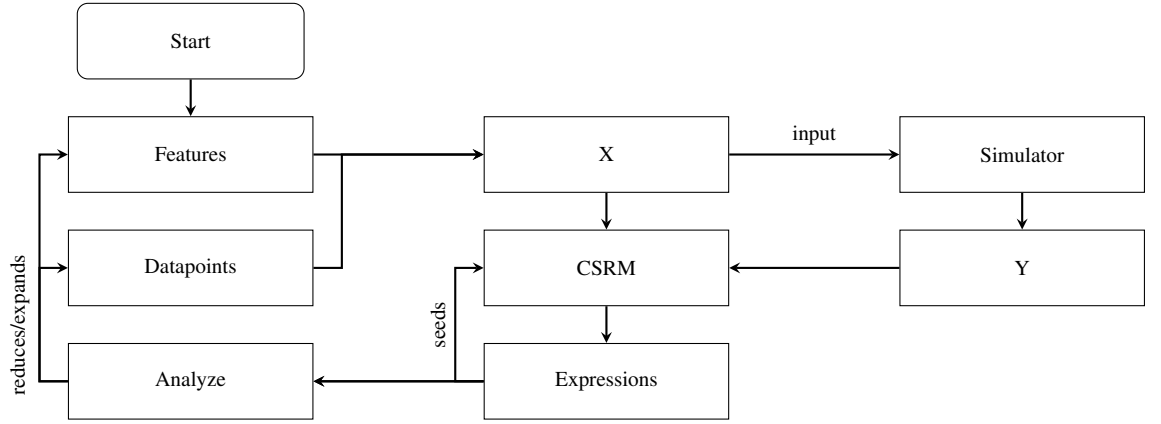 Start
Features
X
input
Simulator
Datapoints
CSRM
Y
reduces/expands
seeds
Analyze
Expressions